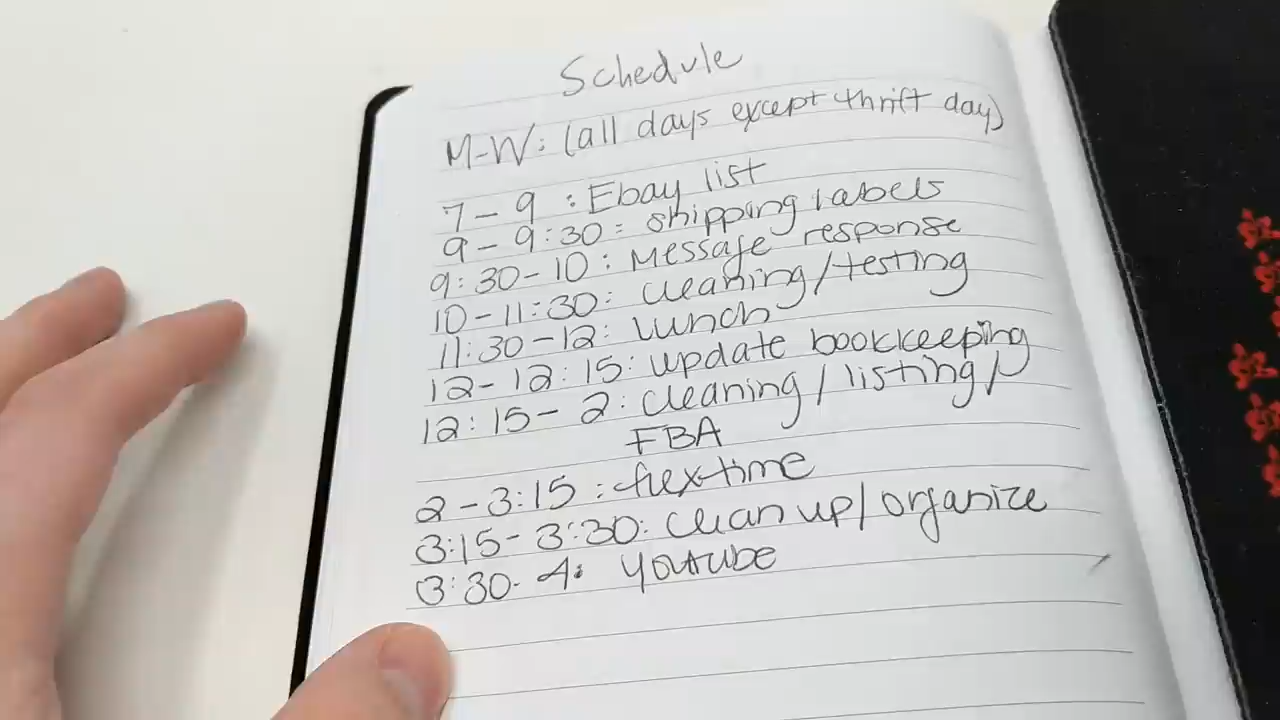 Schedule
M-W: (all days except thrift day)
7-9 : Ebay list
9-9:30: shipping labels
9:30-10: Message response
10-11:30: cleaning/testing
11:30-12: Lunch
12-12:15: update bookkeeping
12:15-2: cleaning/listing/
FBA
2-3:15: flex-time
3:15-3:30: clean up/organize
3:30-4: Youtube